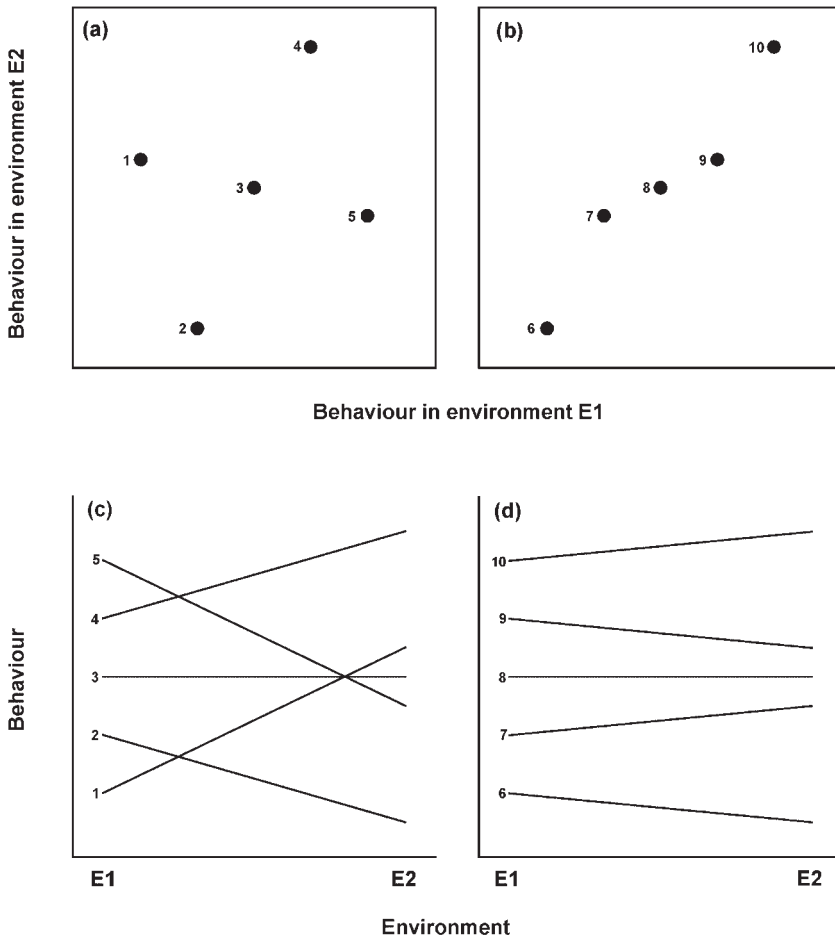 Behaviour in environment E2
(a)
4
1
3
5
2
(b)
10
9
8
7
6
Behaviour in environment E1
Behaviour
(c)
5
4
3
2
1
E1 E2
(d)
10
9
8
7
6
E1 E2
Environment